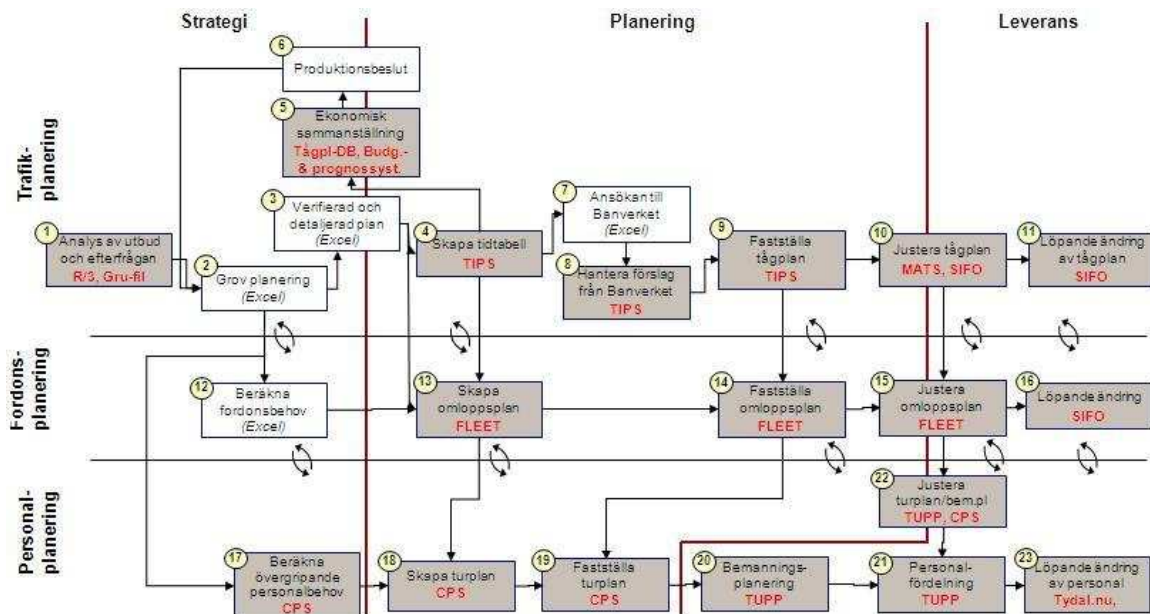 Strategi
Planering
Leverans
Trafik-
planering
Fordons-
planering
Personal-
planering
6
Produktionsbeslut
5
Ekonomisk
sammanställning
Tågpl-DB, Budg.-
& prognossyst.
3
Verifierad och
detaljerad plan
(Excel)
1
Analys av utbud
och efterfrågan
R/3, Gru-fil
2
Grov planering
(Excel)
4
Skapa tidtabell
TIPS
7
Ansökan till
Banverket
(Excel)
8
Hantera förslag
från Banverket
TIPS
9
Fastställa
tågplan
TIPS
10
Justera tågplan
MATS, SIFO
11
Löpande ändring
av tågplan
SIFO
12
Beräkna
fordonsbehov
(Excel)
13
Skapa
omloppsplan
FLEET
14
Fastställa
omloppsplan
FLEET
15
Justera
omloppsplan
FLEET
16
Löpande ändring
SIFO
22
Justera
turplan/bem.pl
TUPP, CPS
17
Beräkna
övergripande
personalbehov
CPS
18
Skapa turplan
CPS
19
Fastställa
turplan
CPS
20
Bemannings-
planering
TUPP
21
Personal-
fördelning
TUPP
23
Löpande ändring
av personal
Tydal.nu,